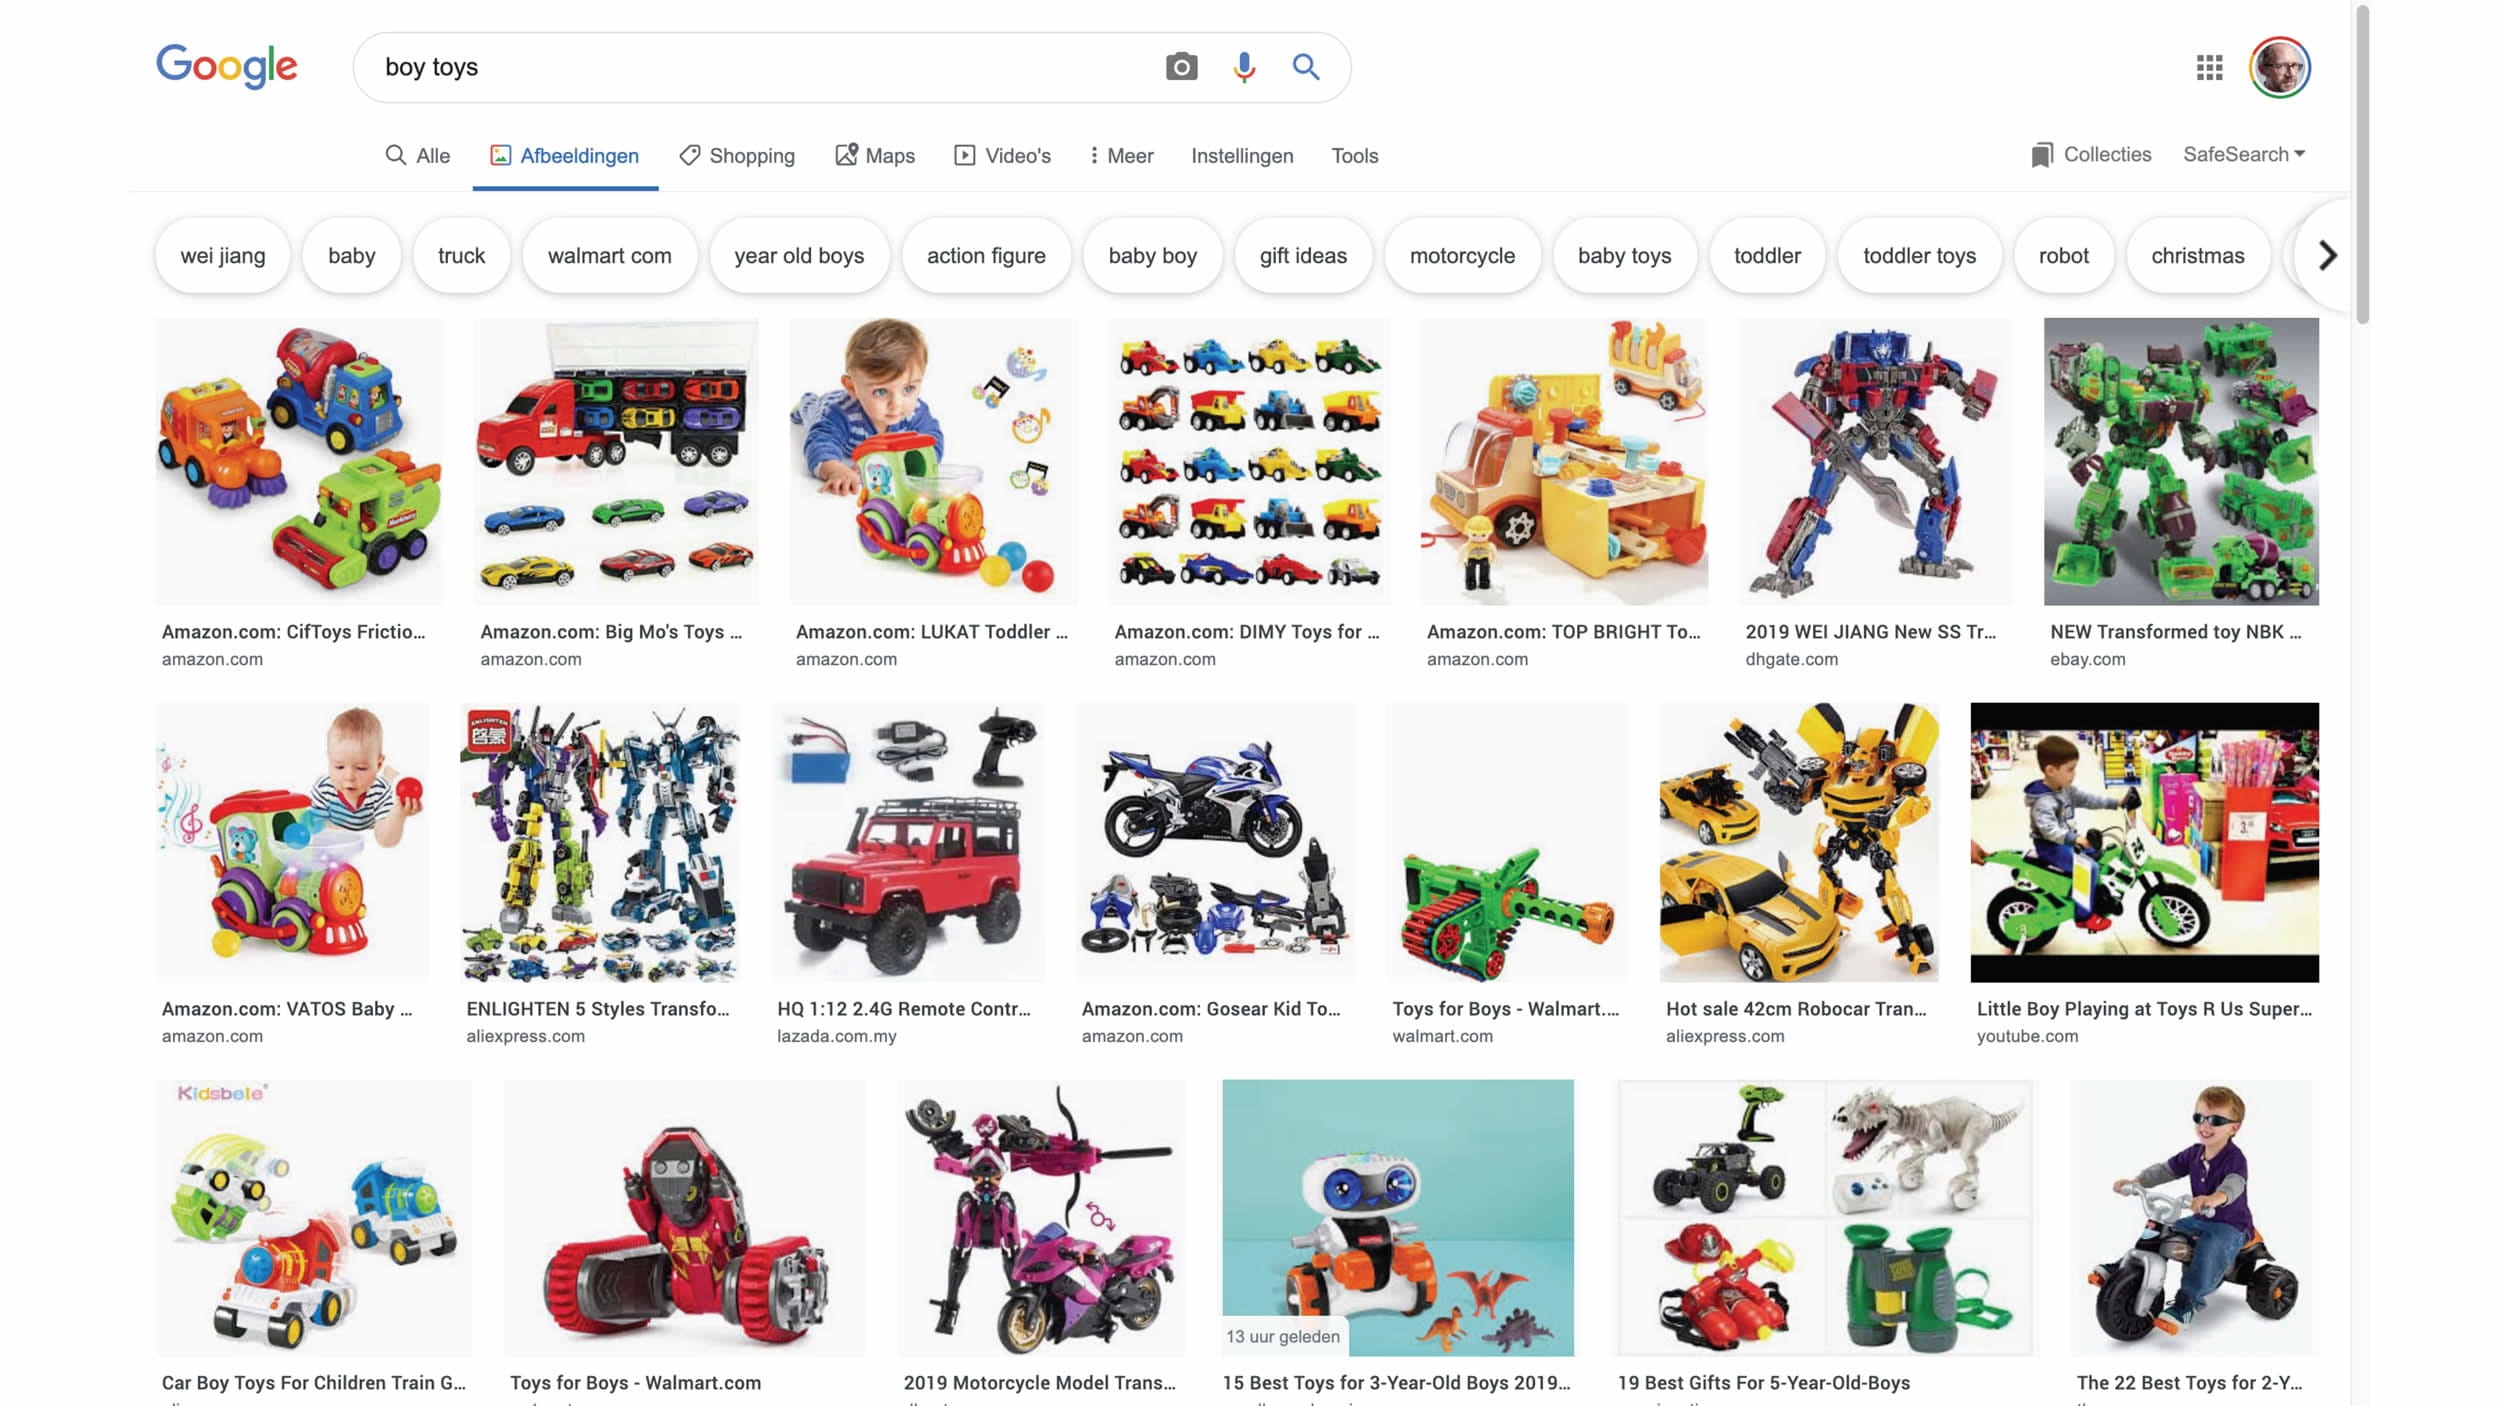 Google
boy toys
Alle Afbeeldingen Shopping Maps Video's Meer Instellingen Tools
Collecties SafeSearch
wei jiang baby truck walmart com year old boys action figure baby boy gift ideas motorcycle baby toys toddler toddler toys robot christmas
Amazon.com: CifToys Frictio...
amazon.com
Amazon.com: Big Mo's Toys ...
amazon.com
Amazon.com: LUKAT Toddler ...
amazon.com
Amazon.com: DIMY Toys for ...
amazon.com
Amazon.com: TOP BRIGHT To...
amazon.com
2019 WEI JIANG New SS Tr...
dhgate.com
NEW Transformed toy NBK ...
ebay.com
ENLIGHTEN
啓蒙
Amazon.com: VATOS Baby ...
amazon.com
ENLIGHTEN 5 Styles Transfo...
aliexpress.com
HQ 1:12 2.4G Remote Contr...
lazada.com.my
Amazon.com: Gosear Kid To...
amazon.com
Toys for Boys - Walmart....
walmart.com
Hot sale 42cm Robocar Tran...
aliexpress.com
Little Boy Playing at Toys R Us Super...
youtube.com
Kidsbele
13 uur geleden
Car Boy Toys For Children Train G...
Toys for Boys - Walmart.com
2019 Motorcycle Model Trans...
15 Best Toys for 3-Year-Old Boys 2019...
19 Best Gifts For 5-Year-Old-Boys
The 22 Best Toys for 2-Y...